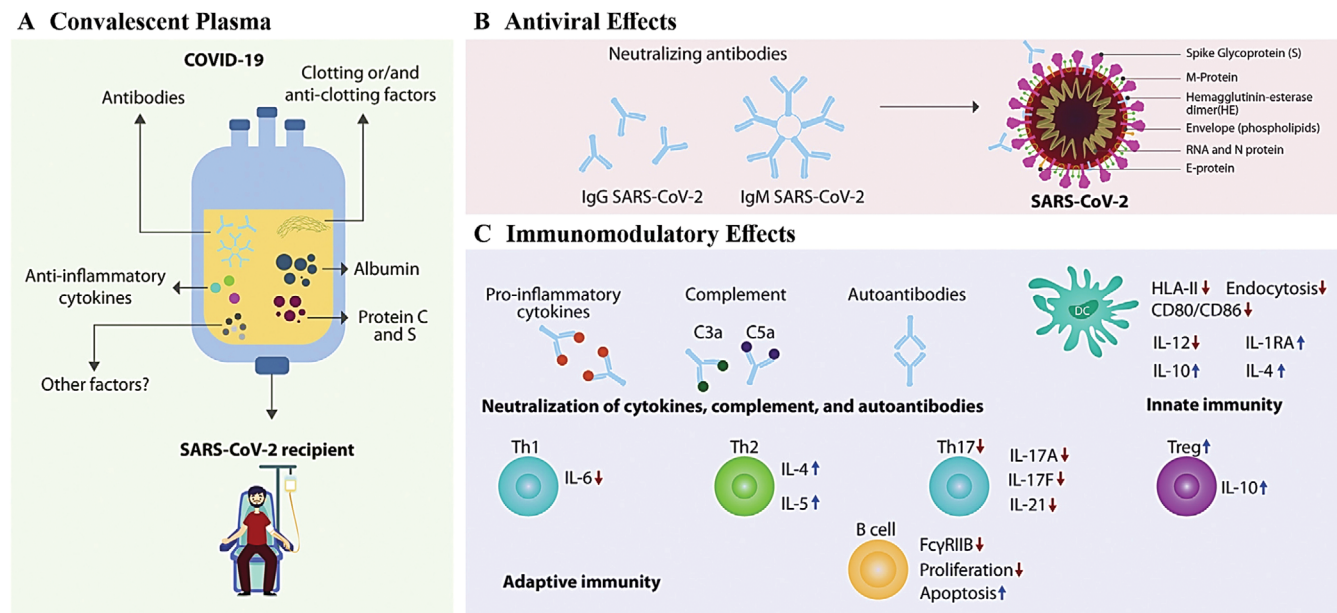 A Convalescent Plasma
COVID-19
Antibodies
Clotting or/and
anti-clotting factors
Anti-inflammatory
cytokines
Albumin
Protein C
and S
Other factors?
SARS-CoV-2 recipient
B Antiviral Effects
Neutralizing antibodies
IgG SARS-CoV-2
IgM SARS-CoV-2
Spike Glycoprotein (S)
M-Protein
Hemagglutinin-esterase
dimer(HE)
Envelope (phospholipids)
RNA and N protein
E-protein
SARS-CoV-2
C Immunomodulatory Effects
Pro-inflammatory
cytokines
Complement
C3a
C5a
Autoantibodies
Neutralization of cytokines, complement, and autoantibodies
DC
HLA-II↓ Endocytosis↓
CD80/CD86↓
IL-12↓ IL-1RA↑
IL-10↑ IL-4↑
Innate immunity
Th1
IL-6↓
Th2
IL-4↑
IL-5↑
Th17↓
IL-17A↓
IL-17F↓
IL-21↓
Treg↑
IL-10↑
B cell
FcγRIIB↓
Proliferation↓
Apoptosis↑
Adaptive immunity